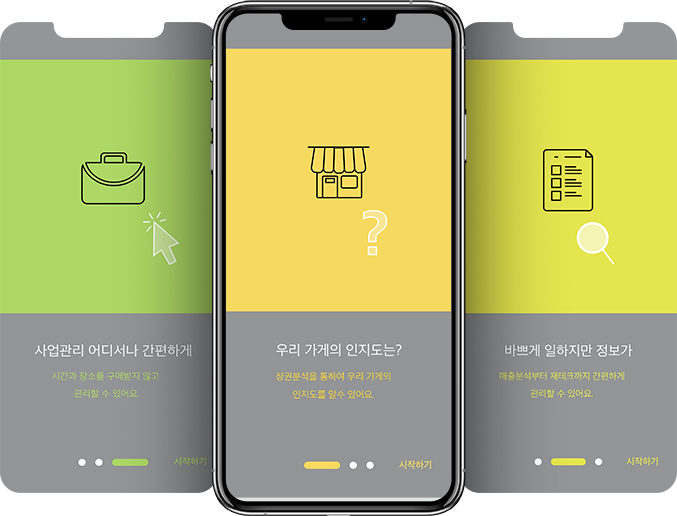 사업관리 어디서나 간편하게
시간과 장소를 구애받지 않고
관리할 수 있어요.
시작하기
?
우리 가게의 인지도는?
상권분석을 통하여 우리 가게의
인지도를 알수 있어요.
시작하기
바쁘게 일하지만 정보가
매출분석부터 재테크까지 간편하게
관리할 수 있어요.
시작하기